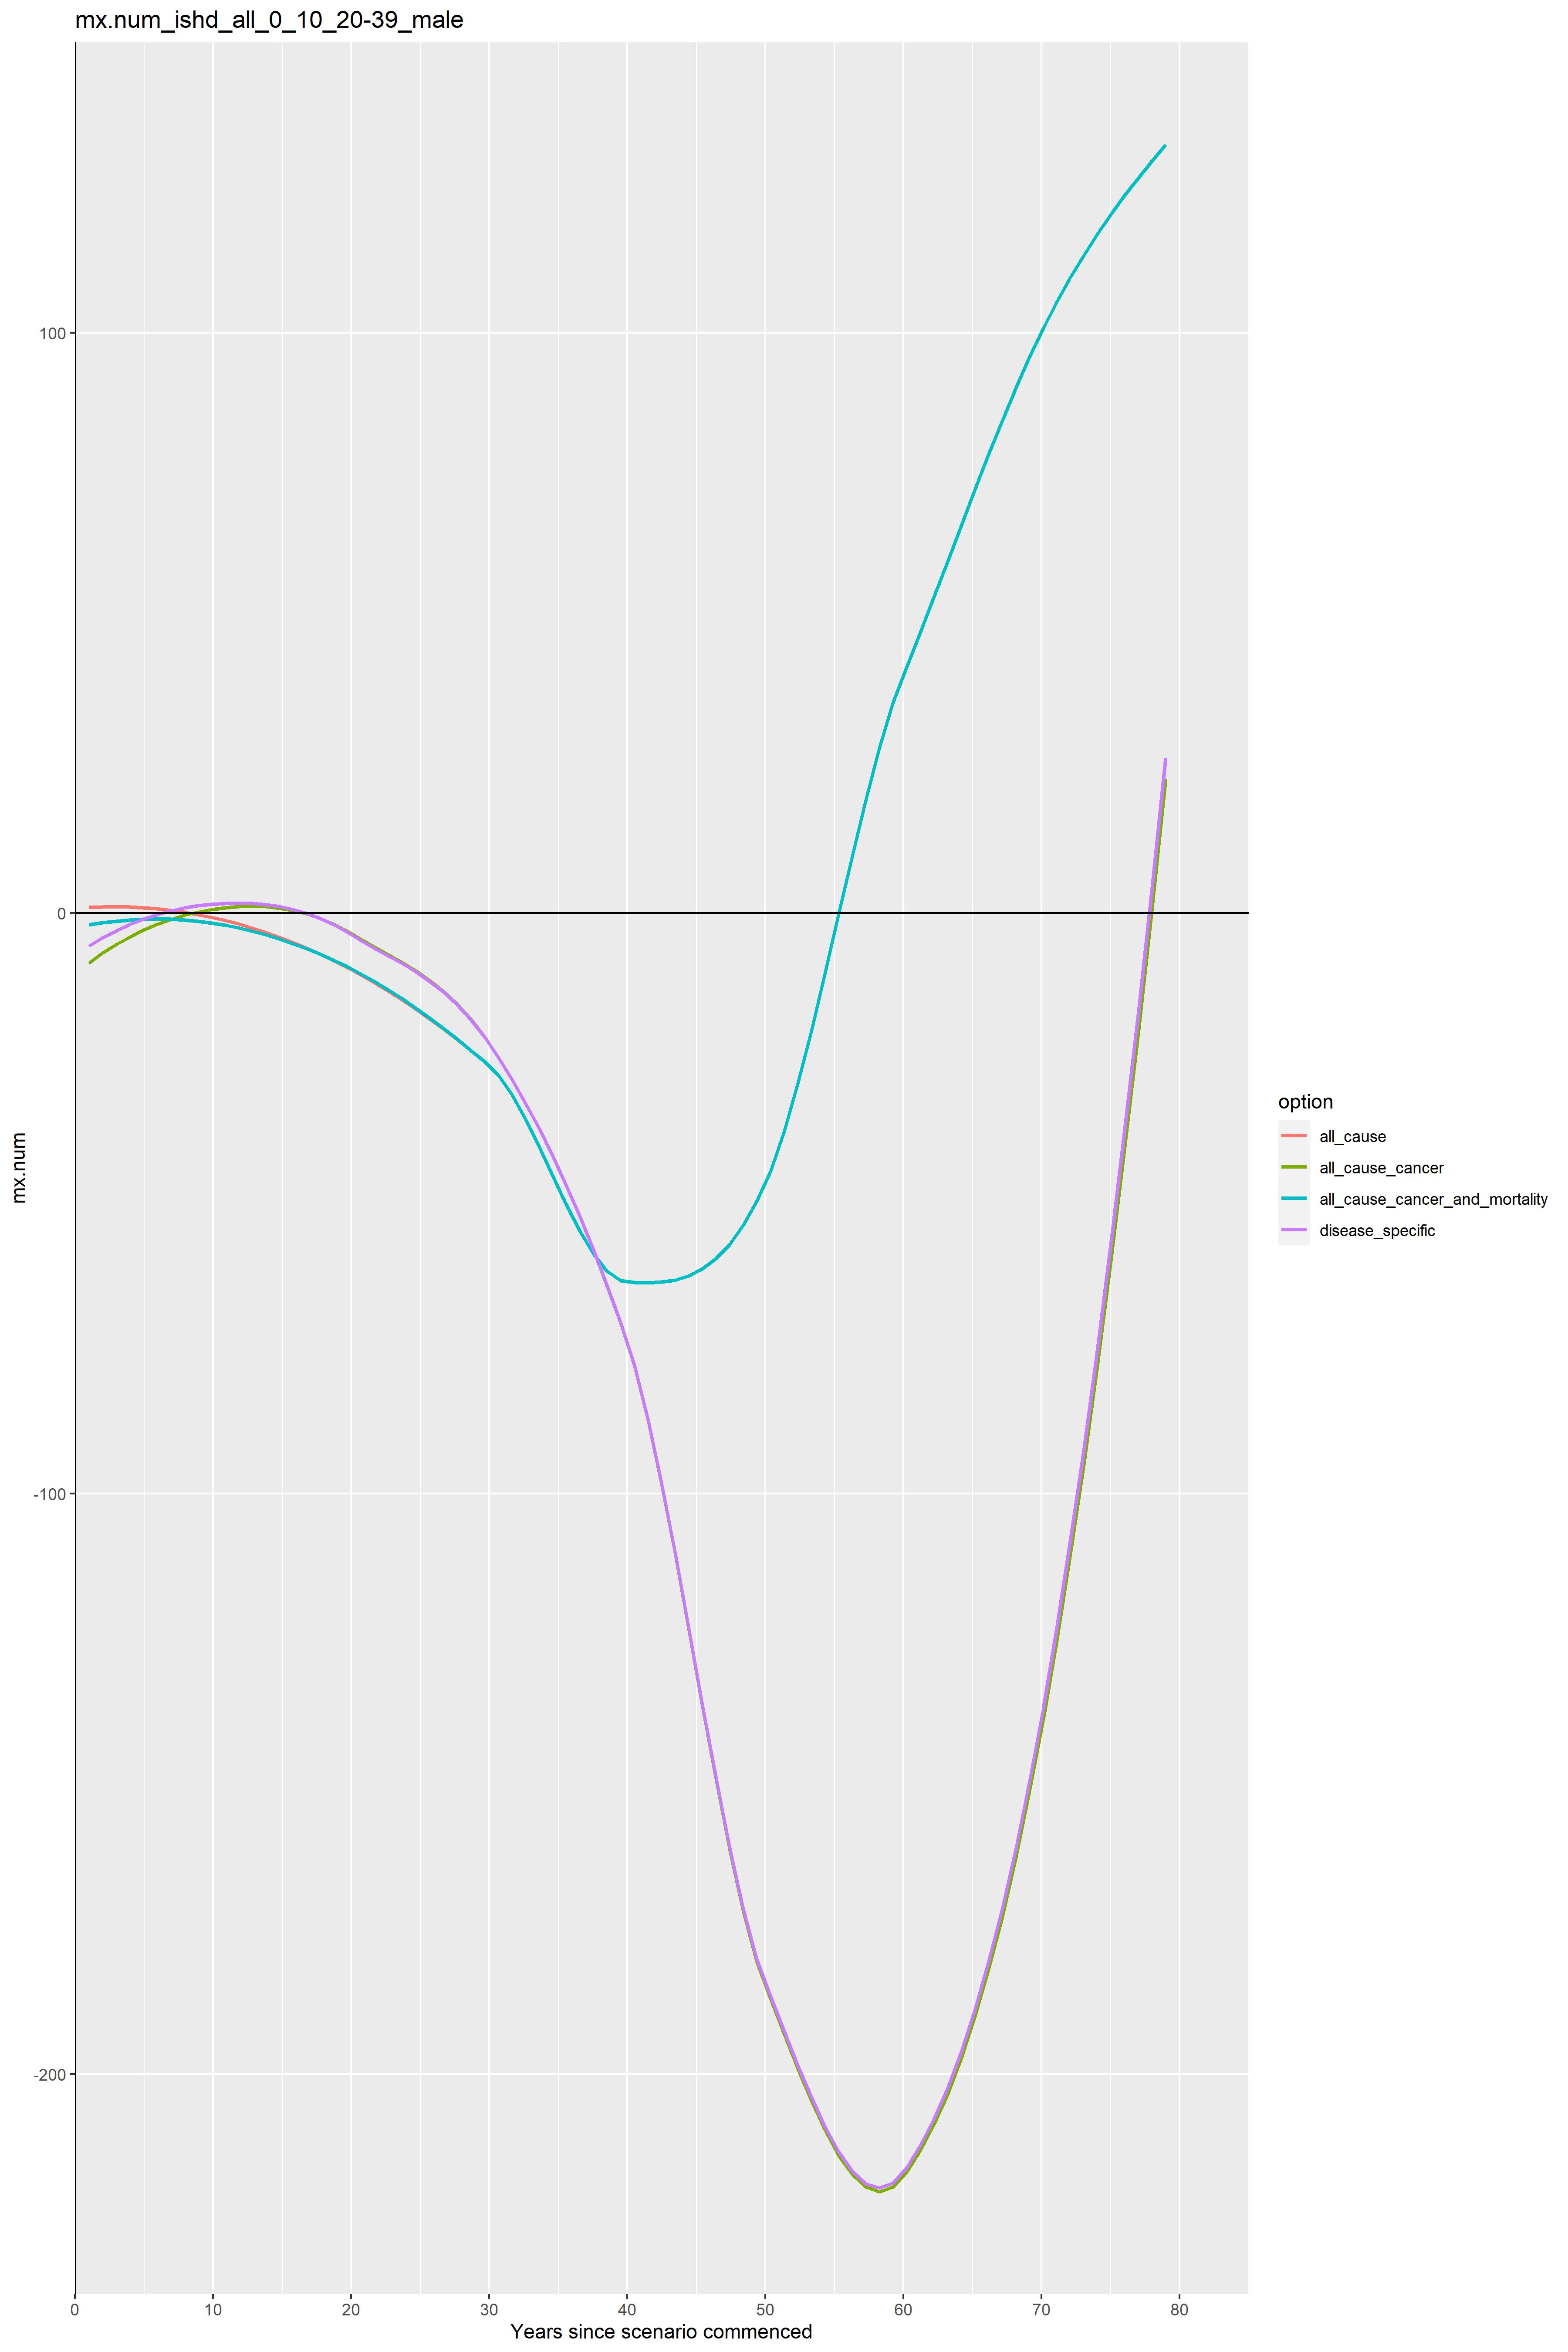 mx.num_ishd_all_0_10_20-39_male
100
0
-100
-200
mx.num
0 10 20 30 40 50 60 70 80
Years since scenario commenced
option
all_cause
all_cause_cancer
all_cause_cancer_and_mortality
disease_specific